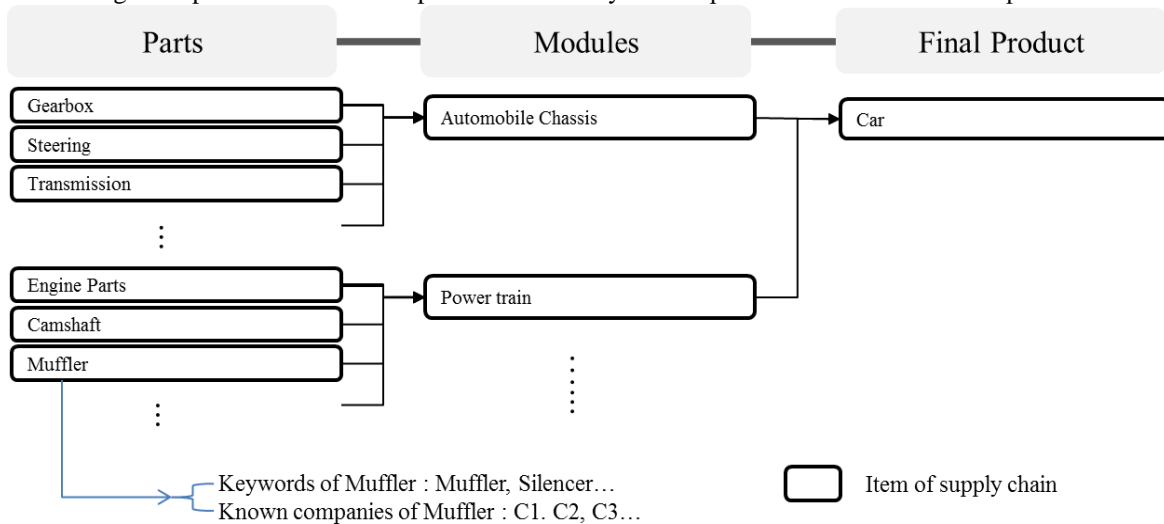 Parts
Modules
Final Product
Gearbox
Automobile Chassis
Car
Steering
Transmission
Engine Parts
Power train
Camshaft
Muffler
Keywords of Muffler : Muffler, Silencer…
Known companies of Muffler : C1. C2, C3…
Item of supply chain